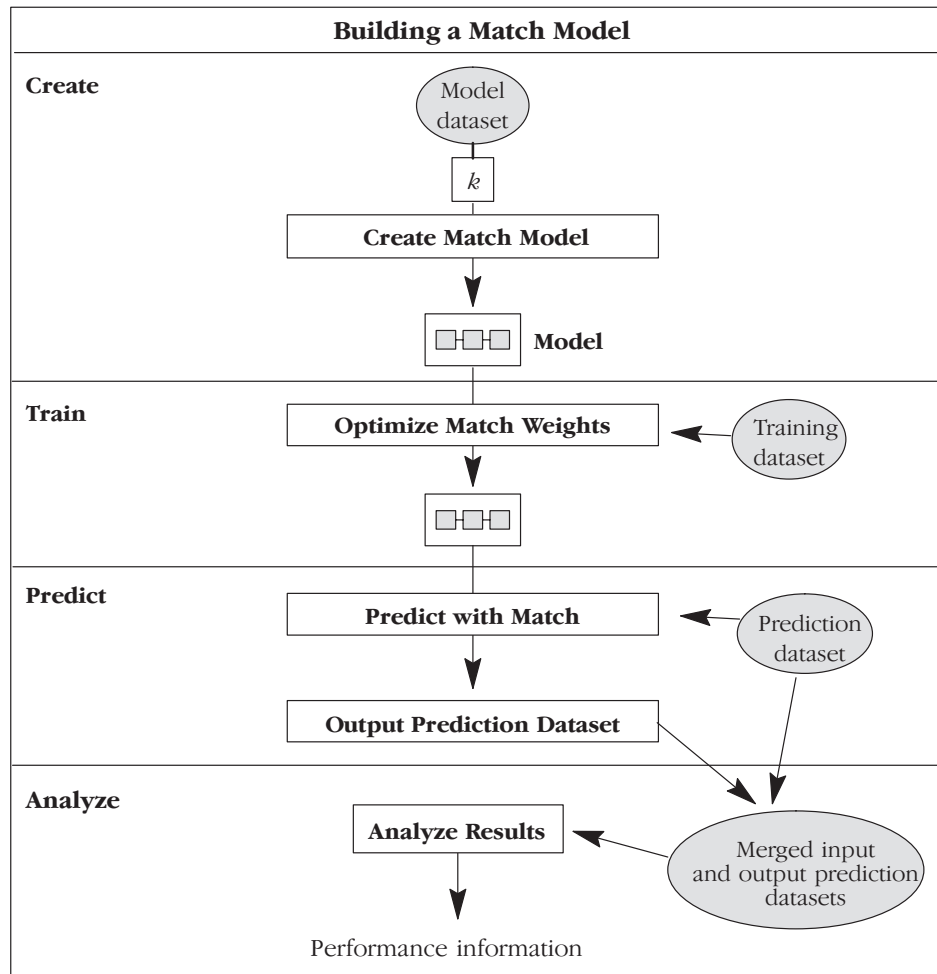 Building a Match Model
Create
Model
dataset
k
Create Match Model
Model
Train
Optimize Match Weights
Training
dataset
Predict
Predict with Match
Prediction
dataset
Output Prediction Dataset
Analyze
Analyze Results
Merged input
and output prediction
datasets
Performance information